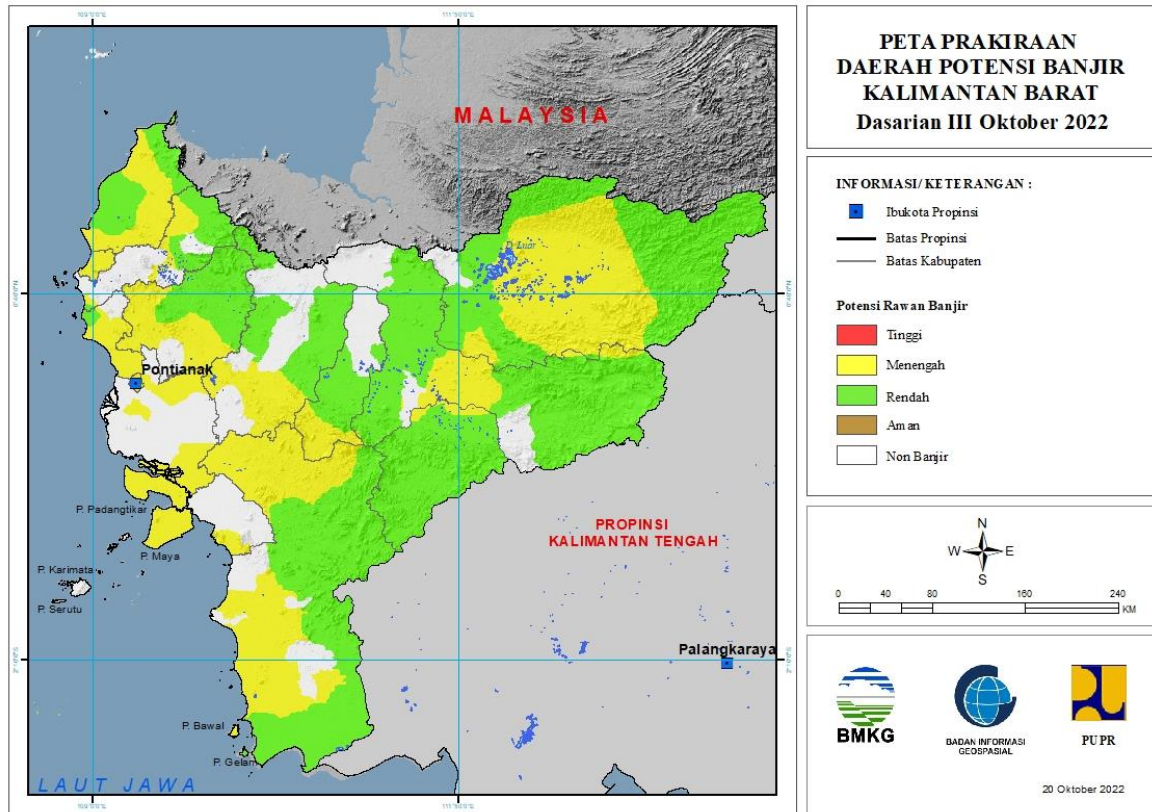 PETA PRAKIRAAN
DAERAH POTENSI BANJIR
KALIMANTAN BARAT
Dasarian III Oktober 2022
INFORMASI/ KETERANGAN :
Ibukota Propinsi
Batas Propinsi
Batas Kabupaten
Potensi Rawan Banjir
Tinggi
Menengah
Rendah
Aman
Non Banjir
N
W
E
S
0 40 80 160 240
KM
BMKG
BADAN INFORMASI
GEOSPASIAL
PUPR
20 Oktober 2022
MALAYSIA
D. Luar
Pontianak
P. Padangtikar
P. Maya
P. Karimata
P. Serutu
PROPINSI
KALIMANTAN TENGAH
Palangkaraya
P. Bawal
P. Gelam
LAUT JAWA